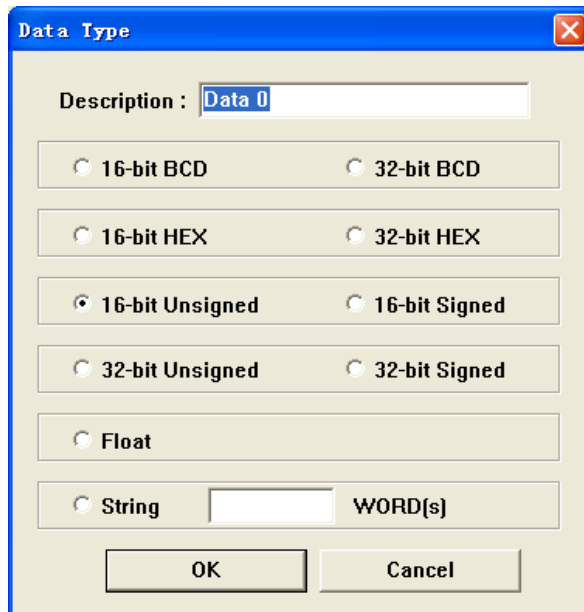 Data Type
Description : Data 0
16-bit BCD 32-bit BCD
16-bit HEX 32-bit HEX
16-bit Unsigned 16-bit Signed
32-bit Unsigned 32-bit Signed
Float
String WORD(s)
OK Cancel